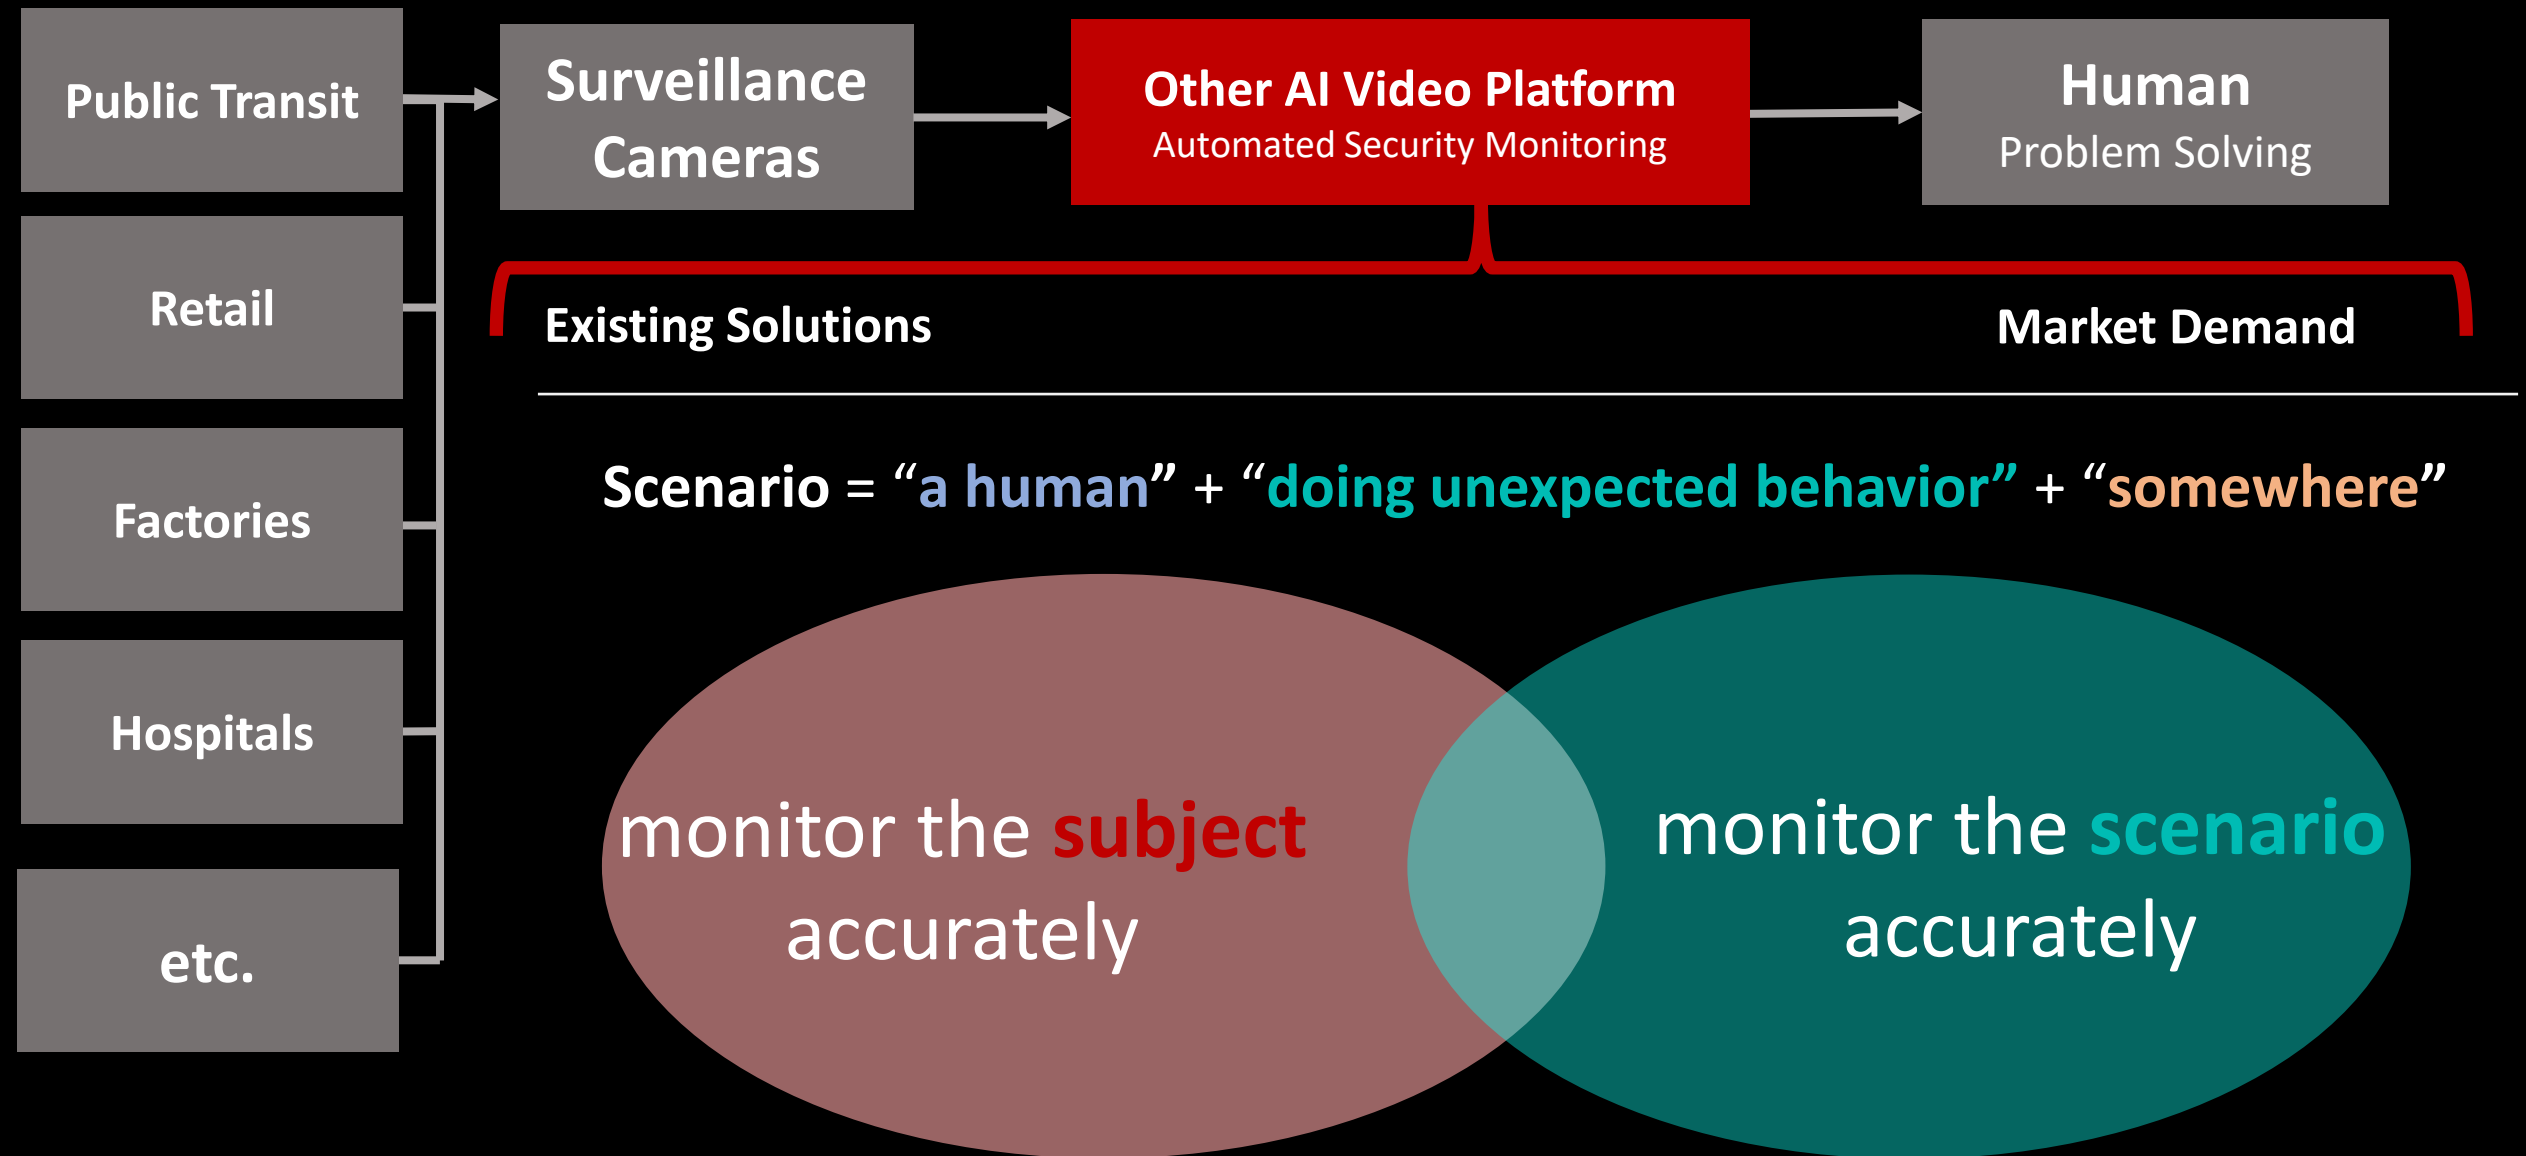 Public Transit
Retail
Factories
Hospitals
etc.
Surveillance
Cameras
Other AI Video Platform
Automated Security Monitoring
Human
Problem Solving
Existing Solutions
Market Demand
Scenario = “a human” + “doing unexpected behavior” + “somewhere”
monitor the subject
accurately
monitor the scenario
accurately